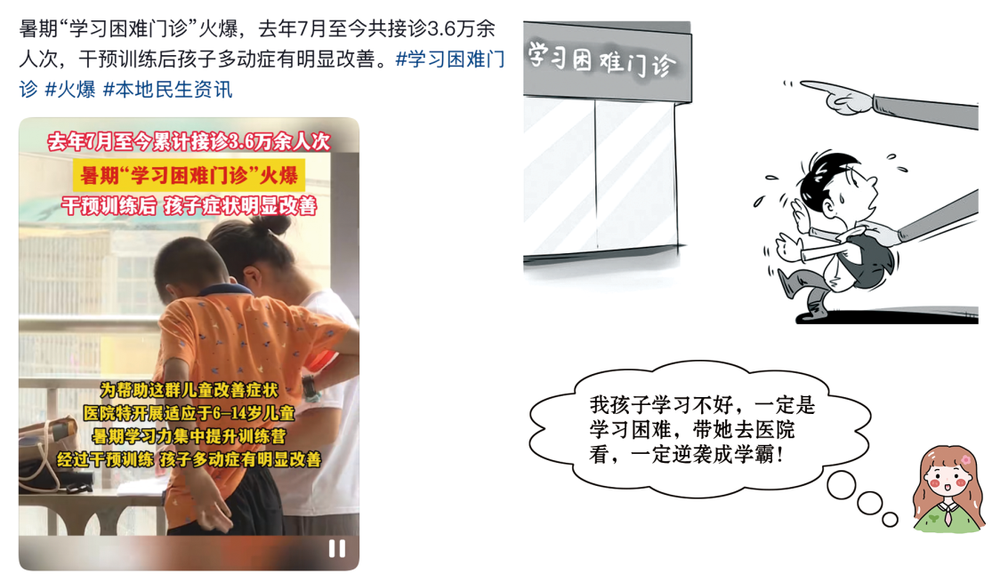 暑期“学习困难门诊”火爆，去年7月至今共接诊3.6万余
人次，干预训练后孩子多动症有明显改善。#学习困难门
诊 #火爆 #本地民生资讯
去年7月至今累计接诊3.6万余人次
暑期“学习困难门诊”火爆
干预训练后 孩子症状明显改善
为帮助这群儿童改善症状
医院特开展适应于6-14岁儿童
暑期学习力集中提升训练营
经过干预训练 孩子多动症有明显改善
学习困难门诊
我孩子学习不好，一定是
学习困难，带她去医院
看，一定逆袭成学霸！